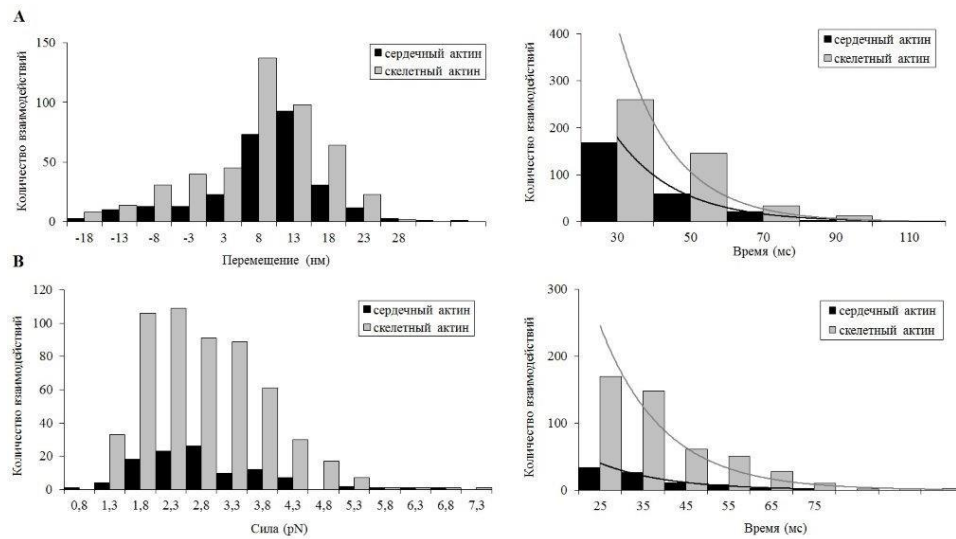 A
Количество взаимодействий
150
100
50
0
сердечный актин
скелетный актин
-18 -13 -8 -3 3 8 13 18 23 28
Перемещение (нм)
Количество взаимодействий
400
300
200
100
0
сердечный актин
скелетный актин
30 50 70 90 110
Время (мс)
B
Количество взаимодействий
120
100
80
60
40
20
0
сердечный актин
скелетный актин
0,8 1,3 1,8 2,3 2,8 3,3 3,8 4,3 4,8 5,3 5,8 6,3 6,8 7,3
Сила (pN)
Количество взаимодействий
300
200
100
0
сердечный актин
скелетный актин
25 35 45 55 65 75
Время (мс)